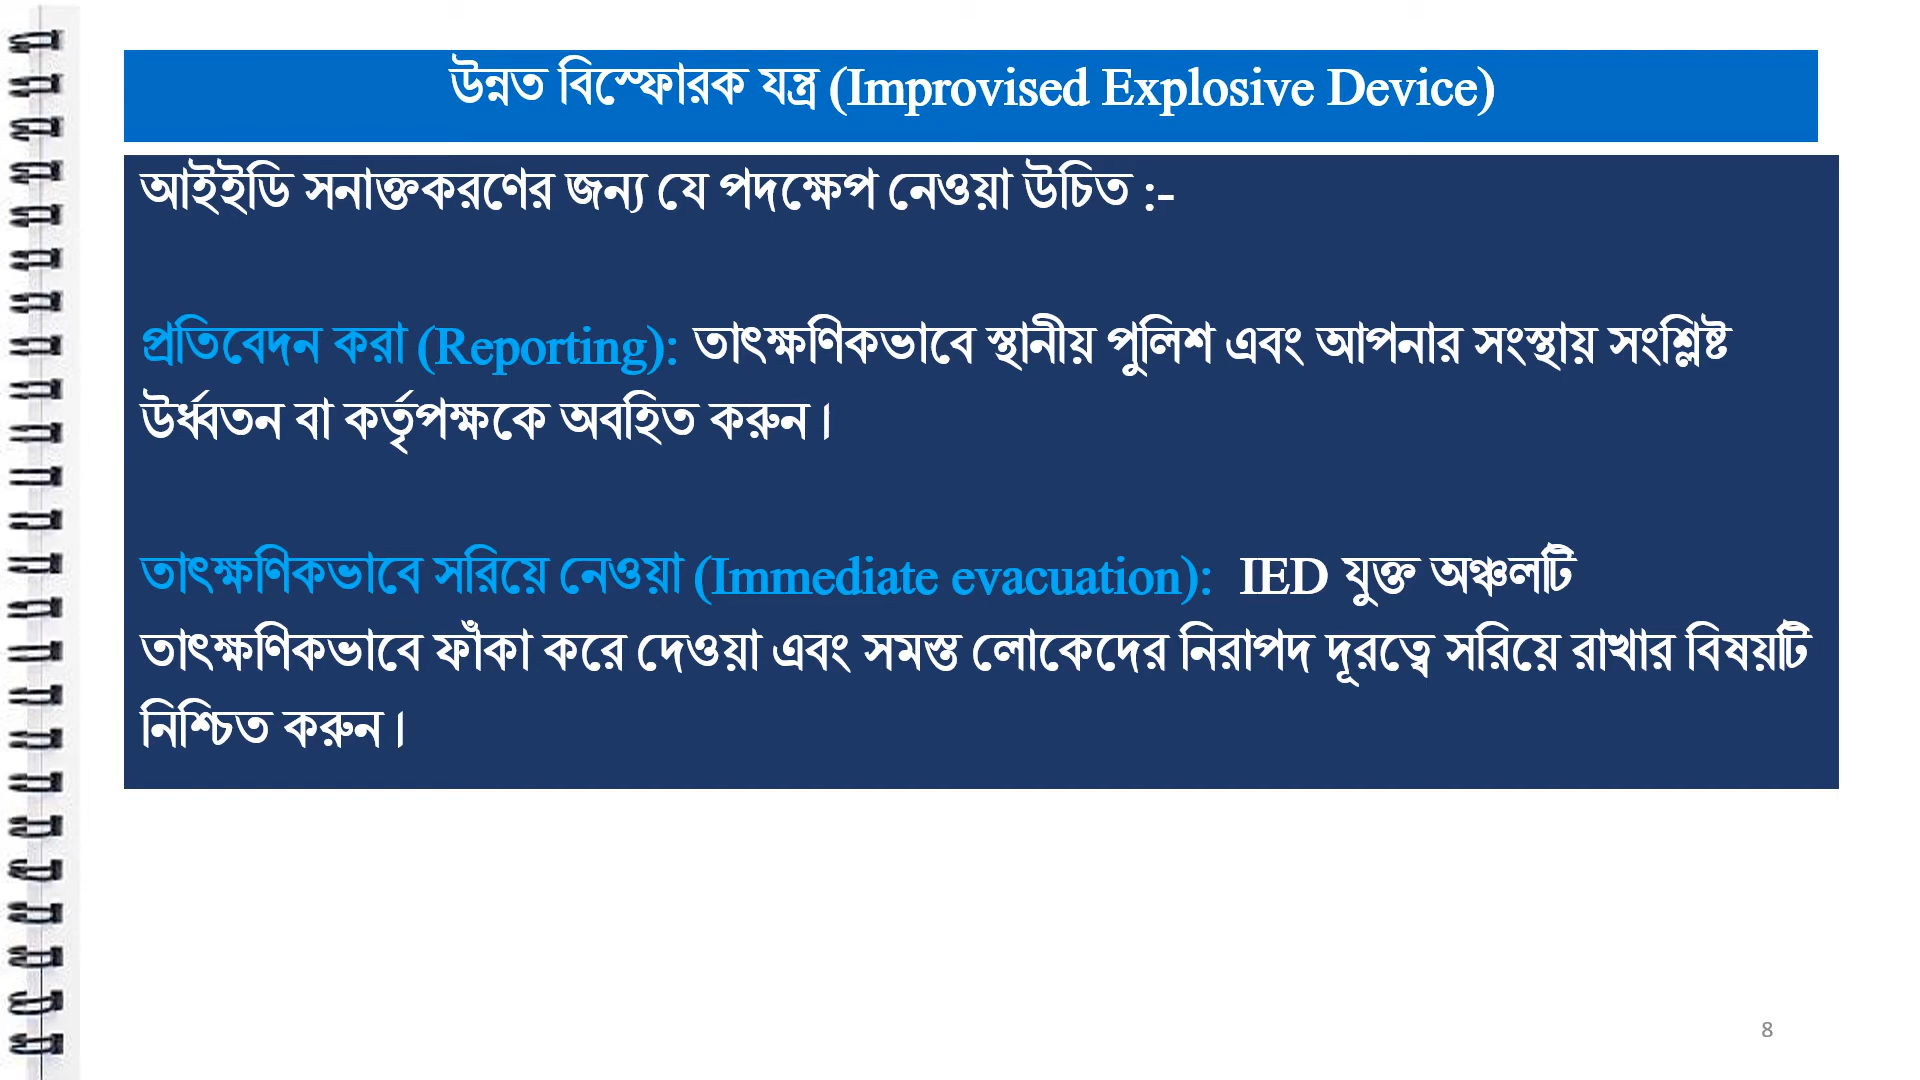 উন্নত বিস্ফোরক যন্ত্র (Improvised Explosive Device)
আইইডি সনাক্তকরণের জন্য যে পদক্ষেপ নেওয়া উচিত :-
প্রতিবেদন করা (Reporting): তাৎক্ষণিকভাবে স্থানীয় পুলিশ এবং আপনার সংস্থায় সংশ্লিষ্ট
উর্ধ্বতন বা কর্তৃপক্ষকে অবহিত করুন।
তাৎক্ষণিকভাবে সরিয়ে নেওয়া (Immediate evacuation): IED যুক্ত অঞ্চলটি
তাৎক্ষণিকভাবে ফাঁকা করে দেওয়া এবং সমস্ত লোকেদের নিরাপদ দূরত্বে সরিয়ে রাখার বিষয়টি
নিশ্চিত করুন।
8